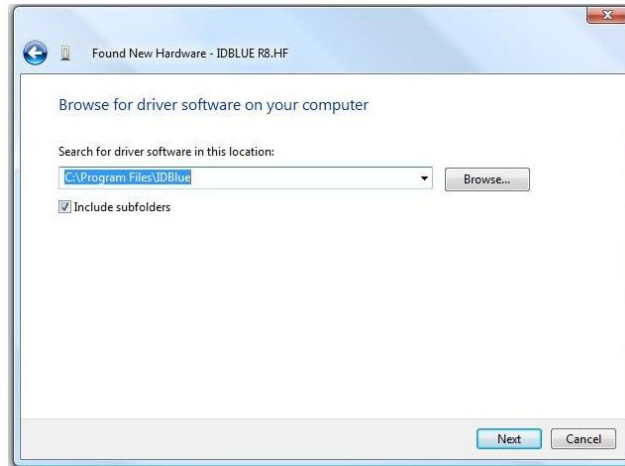 Found New Hardware - IDBLUE R8.HF
Browse for driver software on your computer
Search for driver software in this location:
C:\Program Files\IDBlue
Browse...
Include subfolders
Next
Cancel